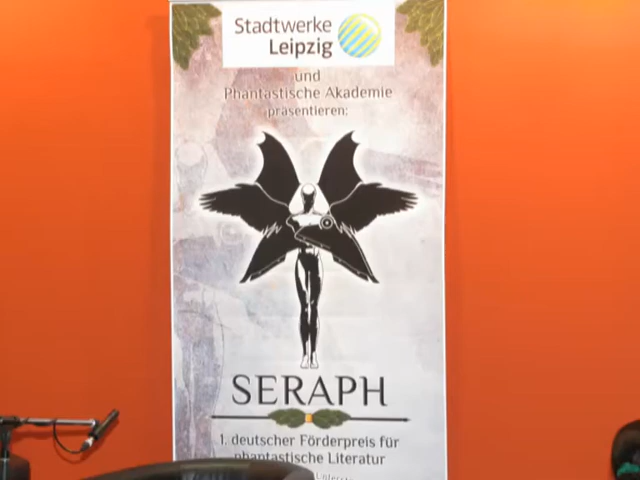 Stadtwerke
Leipzig
und
Phantastische Akademie
präsentieren:
SERAPH
1. deutscher Förderpreis für
phantastische Literatur